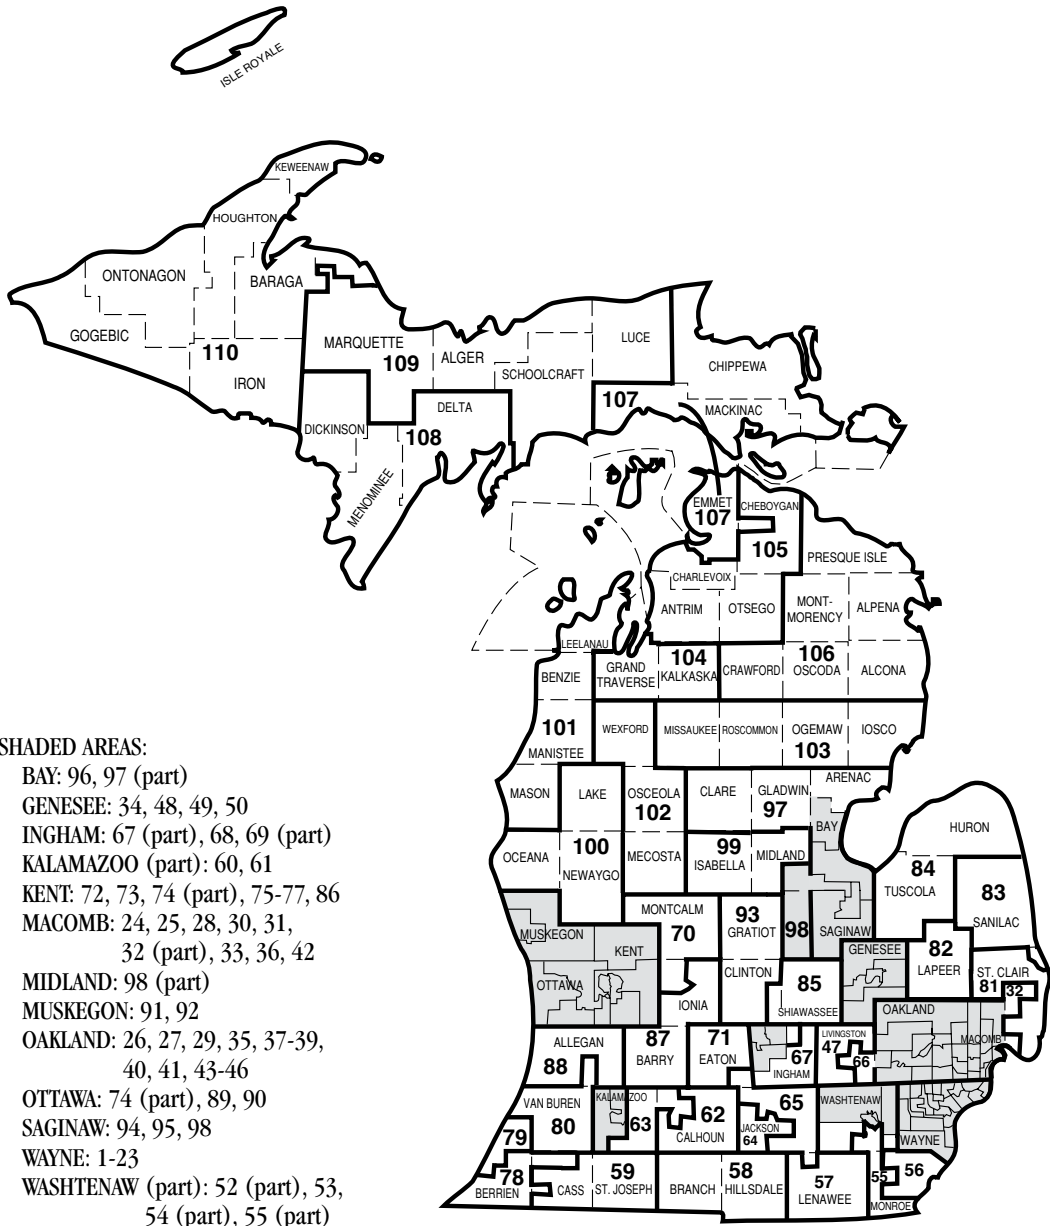 ISLE ROYALE
KEWEENAW
HOUGHTON
ONTONAGON
BARAGA
GOGEBIC
110
IRON
MARQUETTE
109
ALGER
LUCE
SCHOOLCRAFT
CHIPPEWA
107
MACKINAC
DELTA
DICKINSON
108
MENOMINEE
EMMET
107
CHEBOYGAN
105
PRESQUE ISLE
CHARLEVOIX
ANTRIM
OTSEGO
MONT-
MORENCY
ALPENA
LEELANAU
BENZIE
GRAND
TRAVERSE
104
KALKASKA
CRAWFORD
106
OSCODA
ALCONA
101
MANISTEE
WEXFORD
MISSAUKEE
ROSCOMMON
OGEMAW
103
IOSCO
MASON
LAKE
OSCEOLA
102
CLARE
GLADWIN
97
ARENAC
BAY
HURON
OCEANA
100
NEWAYGO
MECOSTA
99
ISABELLA
MIDLAND
84
TUSCOLA
83
SANILAC
MUSKEGON
MONTCALM
70
93
GRATIOT
98
SAGINAW
KENT
OTTAWA
IONIA
CLINTON
85
SHIAWASSEE
GENESEE
82
LAPEER
ST. CLAIR
81
32
OAKLAND
MACOMB
ALLEGAN
88
87
BARRY
71
EATON
67
INGHAM
LIVINGSTON
47
66
VAN BUREN
80
KALAMAZOO
63
62
CALHOUN
65
JACKSON
64
WASHTENAW
WAYNE
79
78
BERRIEN
CASS
59
ST. JOSEPH
BRANCH
58
HILLSDALE
57
LENAWEE
55
56
MONROE
SHADED AREAS:
BAY: 96, 97 (part)
GENESEE: 34, 48, 49, 50
INGHAM: 67 (part), 68, 69 (part)
KALAMAZOO (part): 60, 61
KENT: 72, 73, 74 (part), 75-77, 86
MACOMB: 24, 25, 28, 30, 31,
32 (part), 33, 36, 42
MIDLAND: 98 (part)
MUSKEGON: 91, 92
OAKLAND: 26, 27, 29, 35, 37-39,
40, 41, 43-46
OTTAWA: 74 (part), 89, 90
SAGINAW: 94, 95, 98
WAYNE: 1-23
WASHTENAW (part): 52 (part), 53,
54 (part), 55 (part)